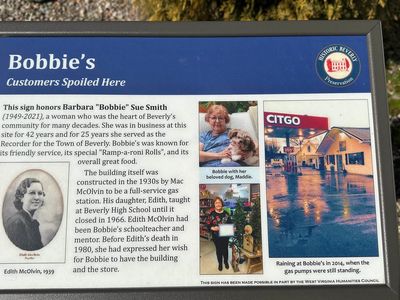 Bobbie's
Customers Spoiled Here
HISTORIC BEVERLY
Preservation
This sign honors Barbara "Bobbie" Sue Smith
(1949-2021), a woman who was the heart of Beverly's
community for many decades. She was in business at this
site for 42 years and for 25 years she served as the
Recorder for the Town of Beverly. Bobbie's was known for
its friendly service, its special "Ramp-a-roni Rolls", and its
overall great food.
The building itself was
constructed in the 1930s by Mac
McOlvin to be a full-service gas
station. His daughter, Edith, taught
at Beverly High School until it
closed in 1966. Edith McOlvin had
been Bobbie's schoolteacher and
mentor. Before Edith's death in
1980, she had expressed her wish
for Bobbie to have the building
and the store.
Edith McOlvin, 1939
Bobbie with her
beloved dog, Maddie.
CITGO
Raining at Bobbie's in 2014, when the
gas pumps were still standing.
THIS SIGN HAS BEEN MADE POSSIBLE IN PART BY THE WEST VIRGINIA HUMANITIES COUNCIL